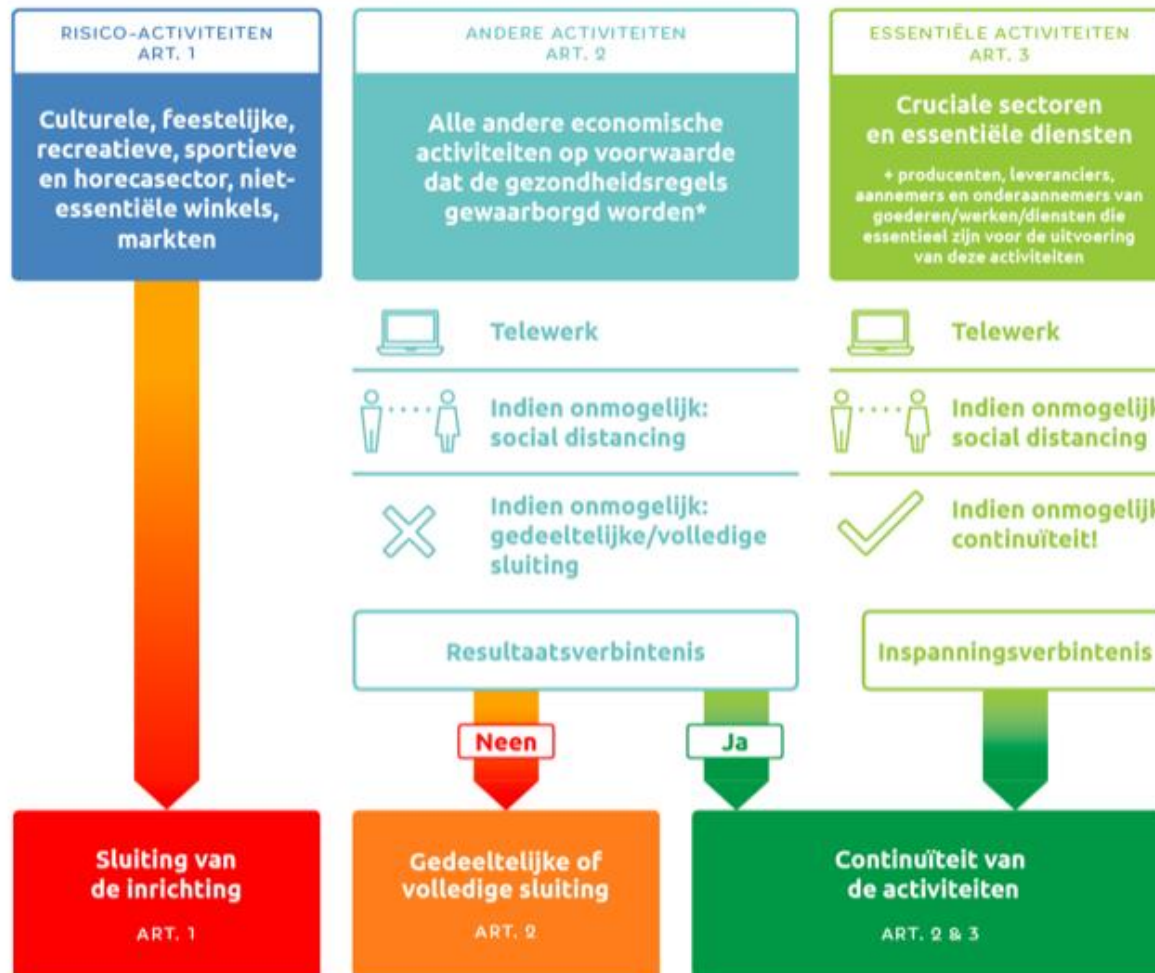 RISICO-ACTIVITEITEN
ART. 1
Culturele, feestelijke,
recreatieve, sportieve
en horecasector, niet-
essentiële winkels,
markten
ANDERE ACTIVITEITEN
ART. 2
Alle andere economische
activiteiten op voorwaarde
dat de gezondheidsregels
gewaarborgd worden*
ESSENTIËLE ACTIVITEITEN
ART. 3
Cruciale sectoren
en essentiële diensten
+ producenten, leveranciers,
aannemers en onderaannemers van
goederen/werken/diensten die
essentieel zijn voor de uitvoering
van deze activiteiten
Telewerk
Indien onmogelijk:
social distancing
Indien onmogelijk:
gedeeltelijke/volledige
sluiting
Telewerk
Indien onmogelijk
social distancing
Indien onmogelijk
continuïteit!
Resultaatsverbintenis
Inspanningsverbintenis
Neen
Ja
Sluiting van
de inrichting
ART. 1
Gedeeltelijke of
volledige sluiting
ART. 2
Continuïteit van
de activiteiten
ART. 2 & 3